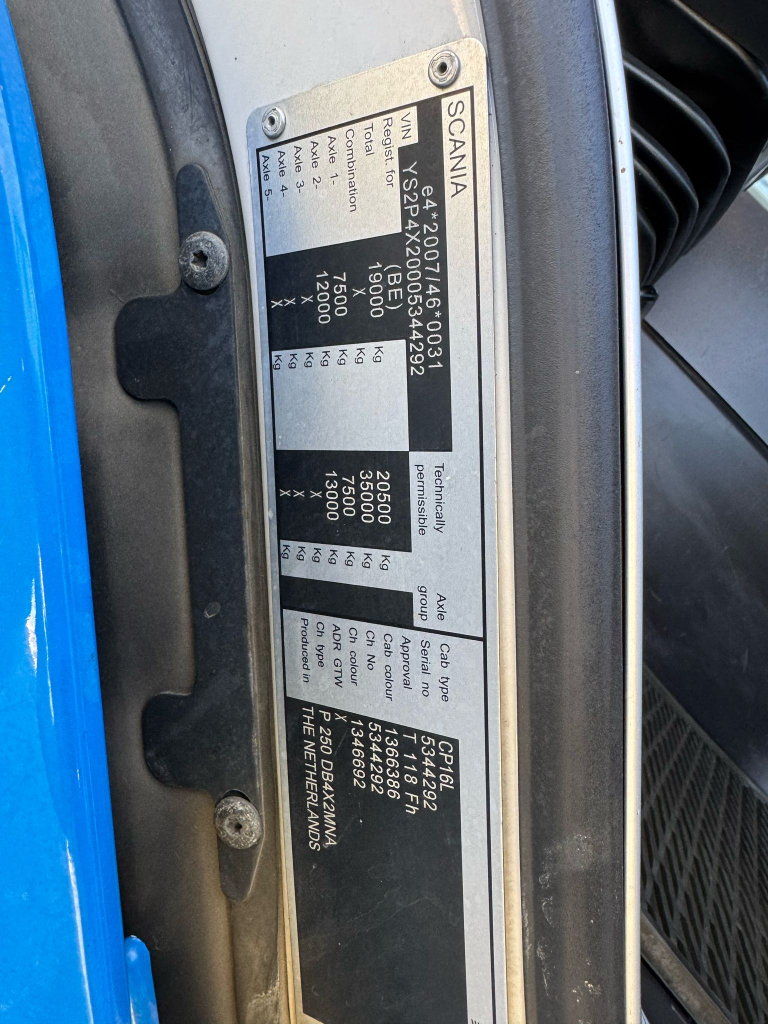 SCANIA
e4*2007/46*0031
VIN YS2P4X20005344292
Regist. for (BE) Technically permissible Axle group
Total 19000 Kg 20500 Kg
Combination X Kg 35000 Kg
Axle 1- 7500 Kg 7500 Kg
Axle 2- 12000 Kg 13000 Kg
Axle 3- X Kg X Kg
Axle 4- X Kg X Kg
Axle 5- X Kg X Kg
Cab type CP16L
Serial no 5344292
Approval T 118 Fh
Cab colour 1366386
Ch No 5344292
Ch colour 1346692
ADR GTW X
Ch type P 250 DB4X2MNA
Produced in THE NETHERLANDS